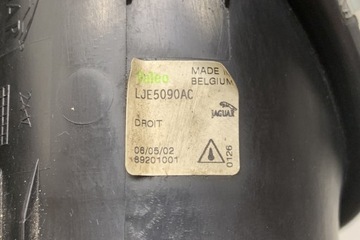 Valeo
MADE IN
BELGIUM
LJE5090AC
JAGUAR
DROIT
08/05/02
89201001
0126